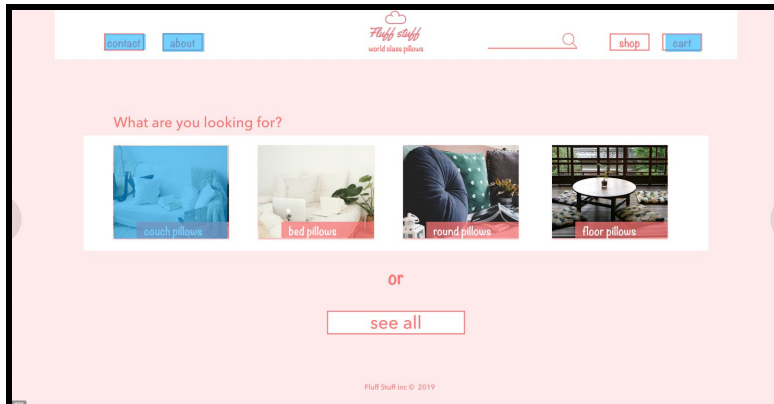 contact
about
Fluff stuff
world class pillows
shop
cart
What are you looking for?
couch pillows
bed pillows
round pillows
floor pillows
or
see all
Fluff Stuff inc © 2019